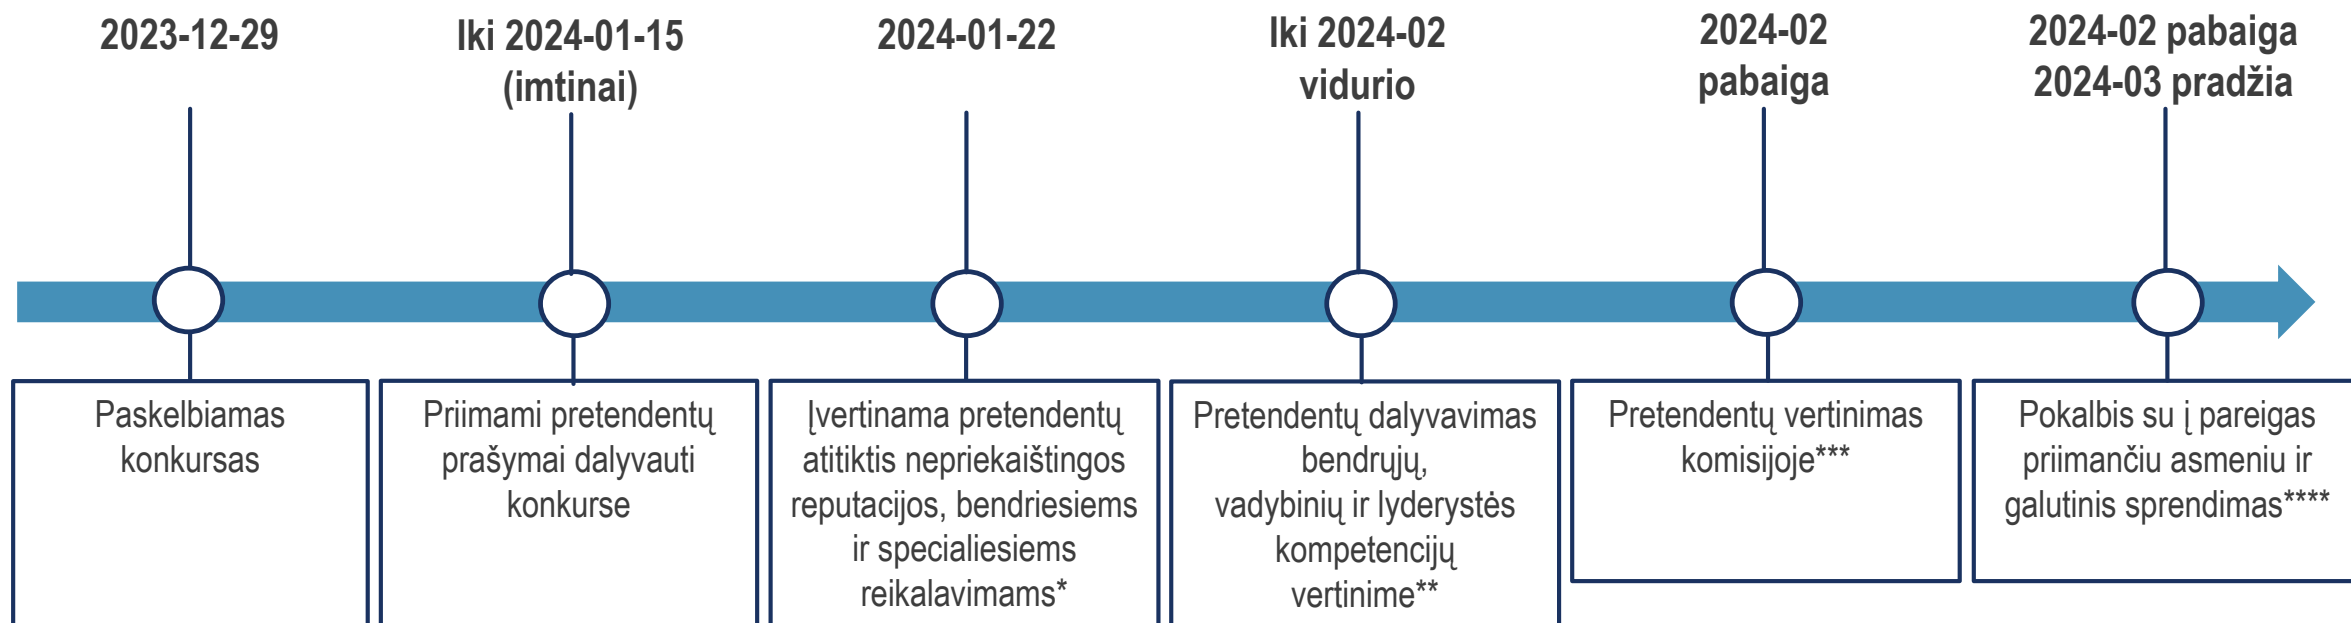 2023-12-29
Iki 2024-01-15
(imtinai)
2024-01-22
Iki 2024-02
vidurio
2024-02
pabaiga
2024-02 pabaiga
2024-03 pradžia
Paskelbiamas
konkursas
Priimami pretendentų
prašymai dalyvauti
konkurse
Įvertinama pretendentų
atitiktis nepriekaištingos
reputacijos, bendriesiems
ir specialiesiems
reikalavimams*
Pretendentų dalyvavimas
bendrųjų,
vadybinių ir lyderystės
kompetencijų
vertinime**
Pretendentų vertinimas
komisijoje***
Pokalbis su į pareigas
priimančiu asmeniu ir
galutinis sprendimas****